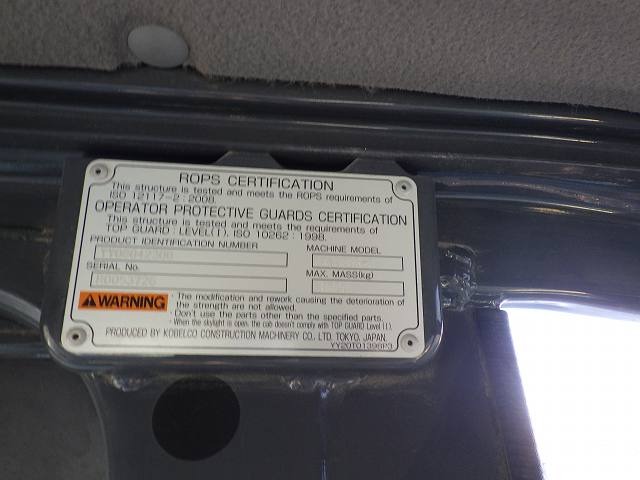 ROPS CERTIFICATION
This structure is tested and meets the ROPS requirements of
ISO 12117-2 : 2008.
OPERATOR PROTECTIVE GUARDS CERTIFICATION
This structure is tested and meets the requirements of
TOP GUARD : LEVEL(I), ISO 10262 : 1998.
PRODUCT IDENTIFICATION NUMBER
MACHINE MODEL
SERIAL No.
MAX. MASS(kg)
WARNING
The modification and rework causing the deterioration of
the strength are not allowed.
· Don't use the parts other than the specified parts.
· When the skylight is open, the cab doesn't comply with TOP GUARD Level (I).
PRODUCED BY KOBELCO CONSTRUCTION MACHINERY CO., LTD. TOKYO, JAPAN.
YY20T01396P3